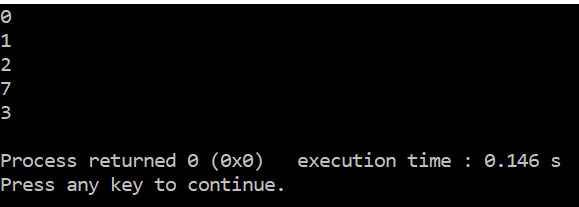 0
1
2
7
3
Process returned 0 (0x0)   execution time : 0.146 s
Press any key to continue.